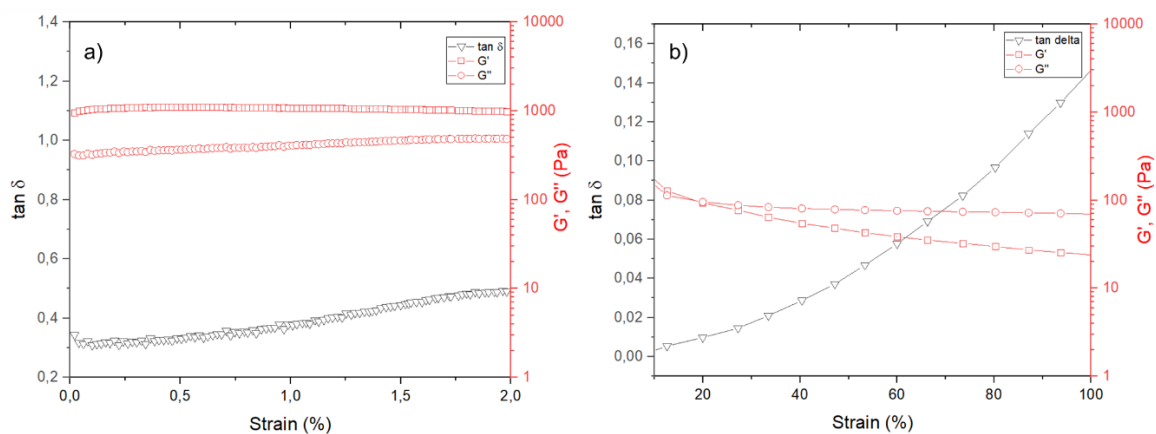 a)
tan δ
G'
G''
1,4
1,2
1,0
0,8
0,6
0,4
0,2
tan δ
0,0
0,5
1,0
1,5
2,0
Strain (%)
10000
1000
100
10
1
G', G'' (Pa)
b)
tan delta
G'
G''
0,16
0,14
0,12
0,10
0,08
0,06
0,04
0,02
0,00
tan δ
20
40
60
80
100
Strain (%)
10000
1000
100
10
1
G', G'' (Pa)